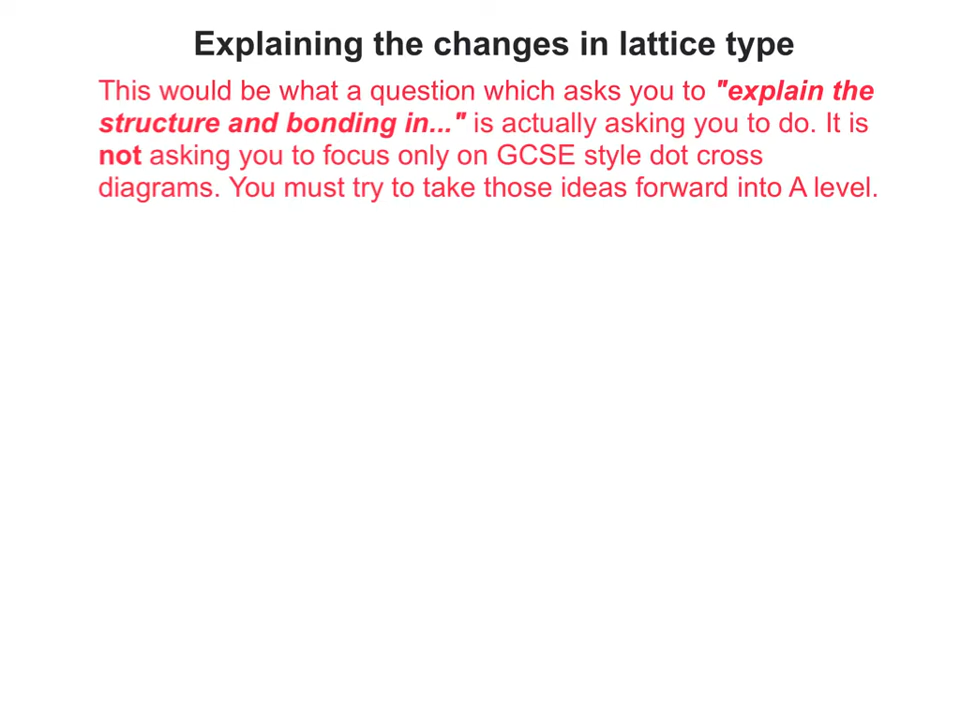 Explaining the changes in lattice type
This would be what a question which asks you to "explain the
structure and bonding in..." is actually asking you to do. It is
not asking you to focus only on GCSE style dot cross
diagrams. You must try to take those ideas forward into A level.